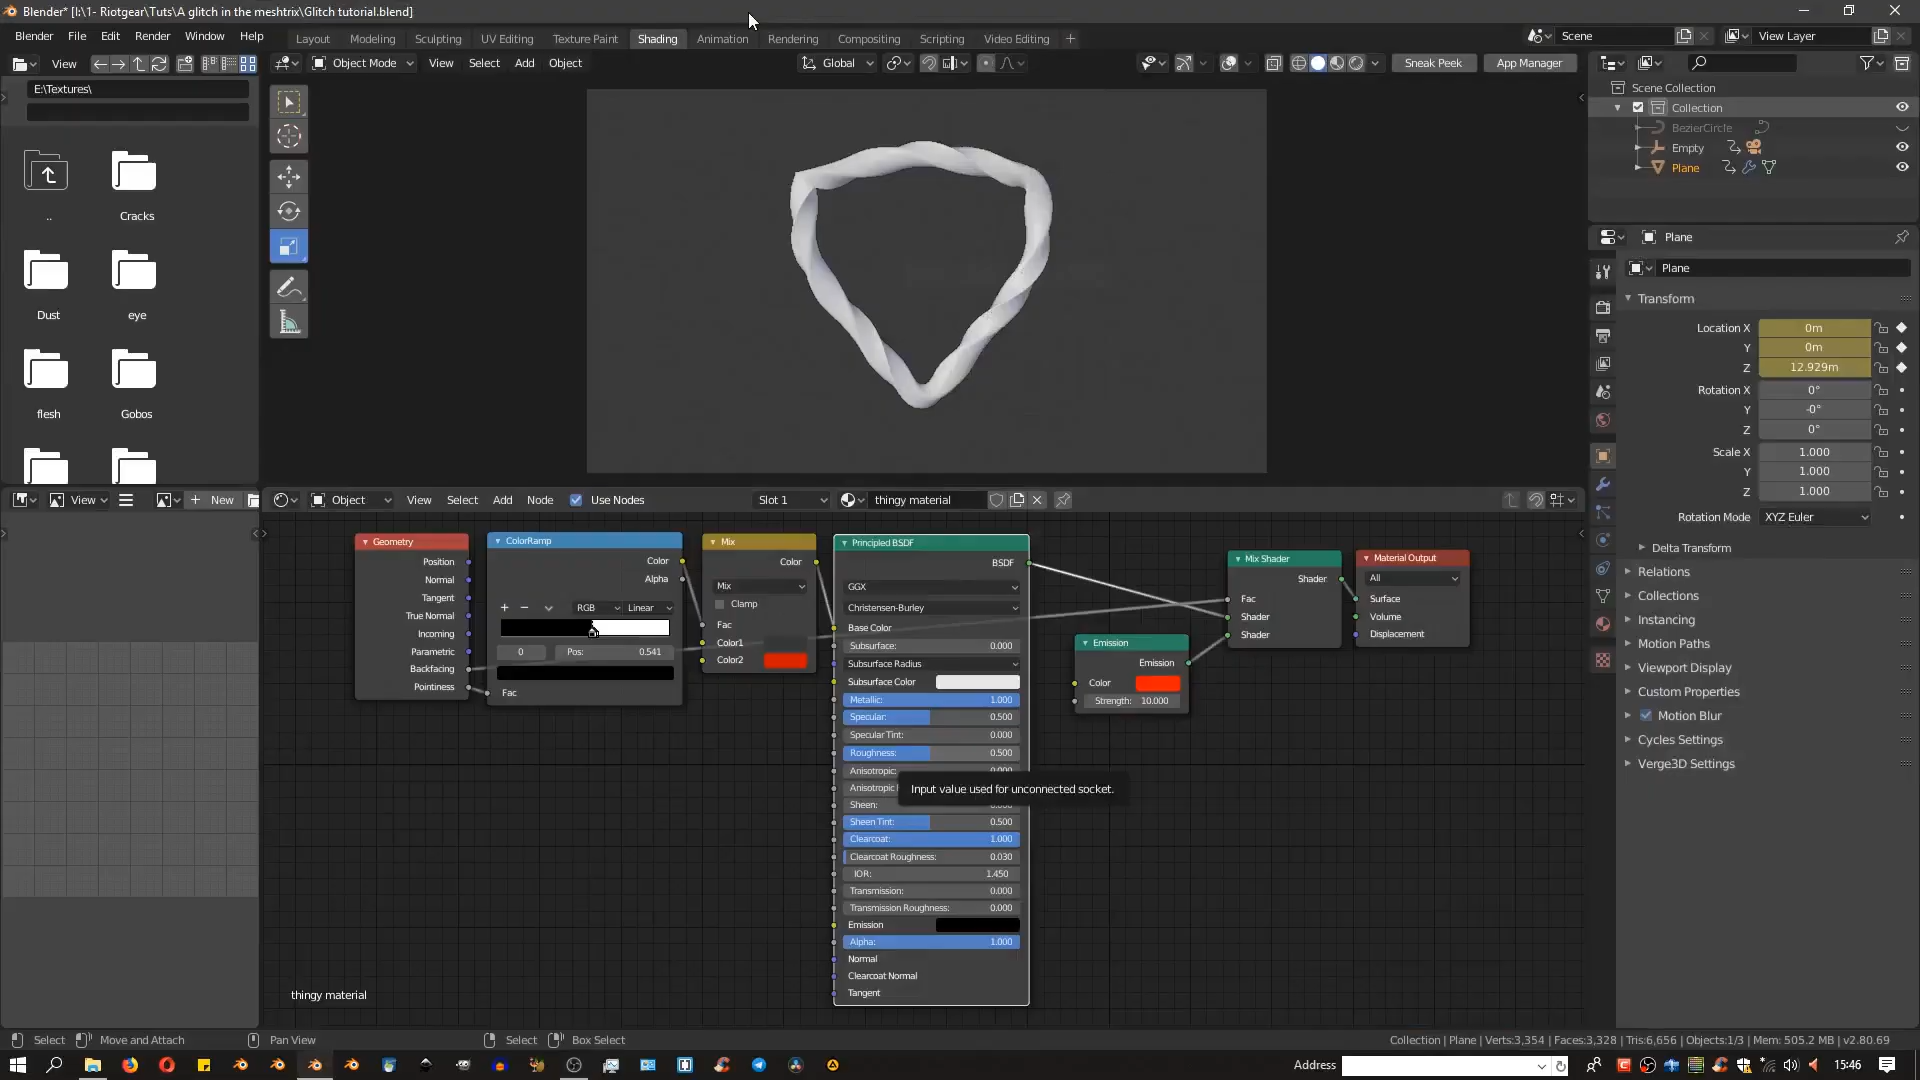 Blender* [I:\1- Riotgear\Tuts\A glitch in the meshtrix\Glitch tutorial.blend]
Blender File Edit Render Window Help
Layout Modeling Sculpting UV Editing Texture Paint Shading Animation Rendering Compositing Scripting Video Editing +
Scene
View Layer
View
Object Mode View Select Add Object
Global
Sneak Peek App Manager
E:\Textures\
..
Cracks
Dust
eye
flesh
Gobos
Scene Collection
Collection
BezierCircle
Empty
Plane
Plane
Plane
Transform
Location X 0m
Y 0m
Z 12.929m
Rotation X 0°
Y -0°
Z 0°
Scale X 1.000
Y 1.000
Z 1.000
Rotation Mode XYZ Euler
Delta Transform
Relations
Collections
Instancing
Motion Paths
Viewport Display
Custom Properties
Motion Blur
Cycles Settings
Verge3D Settings
View
New
Object View Select Add Node Use Nodes Slot 1 thingy material
Geometry
Position
Normal
Tangent
True Normal
Incoming
Parametric
Backfacing
Pointiness
ColorRamp
Color
Alpha
RGB Linear
0 Pos: 0.541
Fac
Mix
Color
Mix
Clamp
Fac
Color1
Color2
Principled BSDF
BSDF
GGX
Christensen-Burley
Base Color
Subsurface: 0.000
Subsurface Radius
Subsurface Color
Metallic: 1.000
Specular: 0.500
Specular Tint: 0.000
Roughness: 0.500
Anisotropic: 0.000
Anisotropic
Input value used for unconnected socket.
Sheen: 0.000
Sheen Tint: 0.500
Clearcoat: 1.000
Clearcoat Roughness: 0.030
IOR: 1.450
Transmission: 0.000
Transmission Roughness: 0.000
Emission
Alpha: 1.000
Normal
Clearcoat Normal
Tangent
Emission
Emission
Color
Strength: 10.000
Mix Shader
Shader
Fac
Shader
Shader
Material Output
All
Surface
Volume
Displacement
thingy material
Select Move and Attach Pan View Select Box Select
Collection | Plane | Verts:3,354 | Faces:3,328 | Tris:6,656 | Objects:1/3 | Mem: 505.2 MB | v2.80.69
Address
15:46